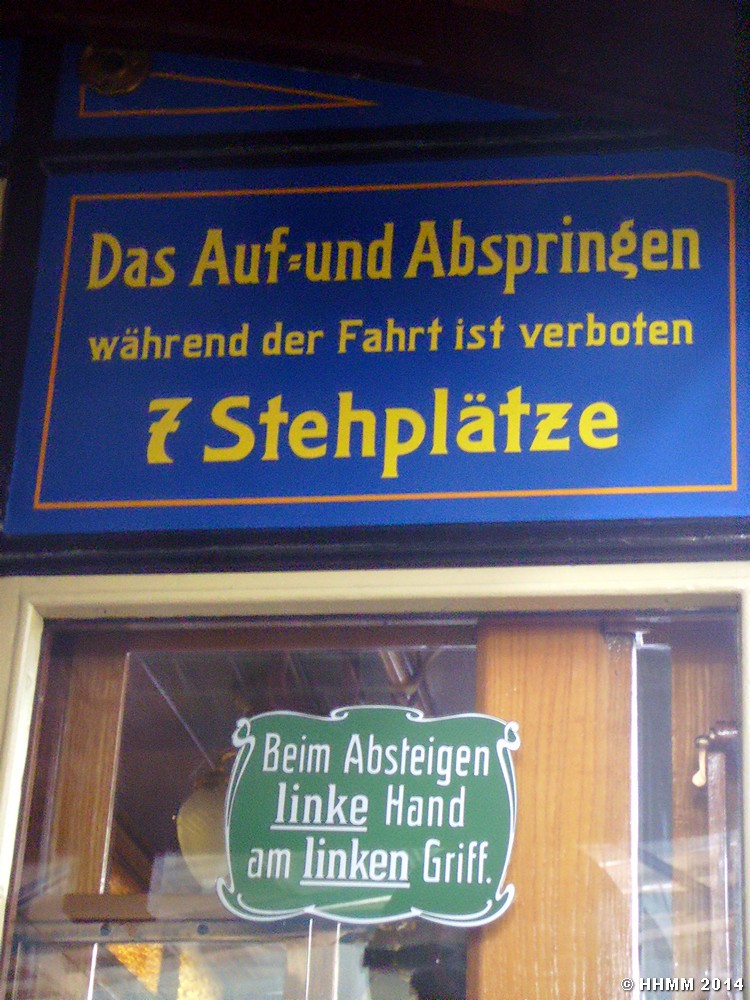 Das Auf-und Abspringen
während der Fahrt ist verboten
7 Stehplätze
Beim Absteigen
linke Hand
am linken Griff.
© HHMM 2014